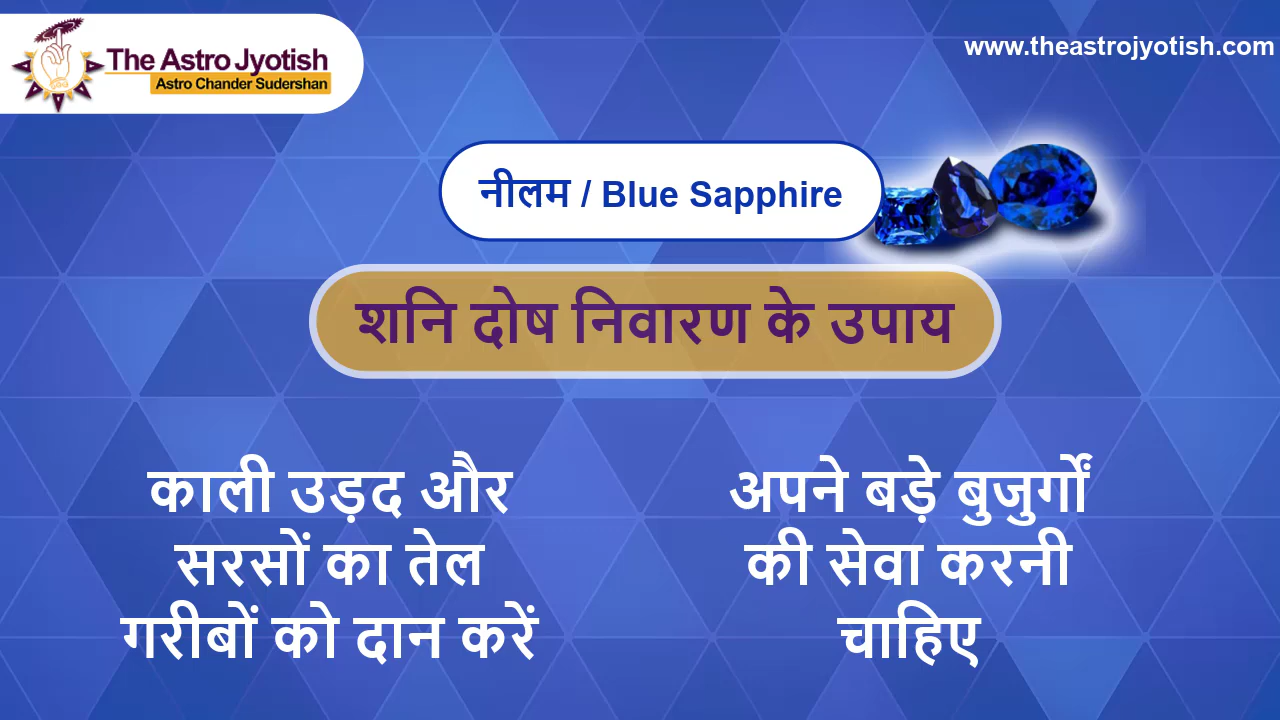 The Astro Jyotish
Astro Chander Sudershan
www.theastrojyotish.com
नीलम / Blue Sapphire
शनि दोष निवारण के उपाय
काली उड़द और
सरसों का तेल
गरीबों को दान करें
अपने बड़े बुजुर्गों
की सेवा करनी
चाहिए